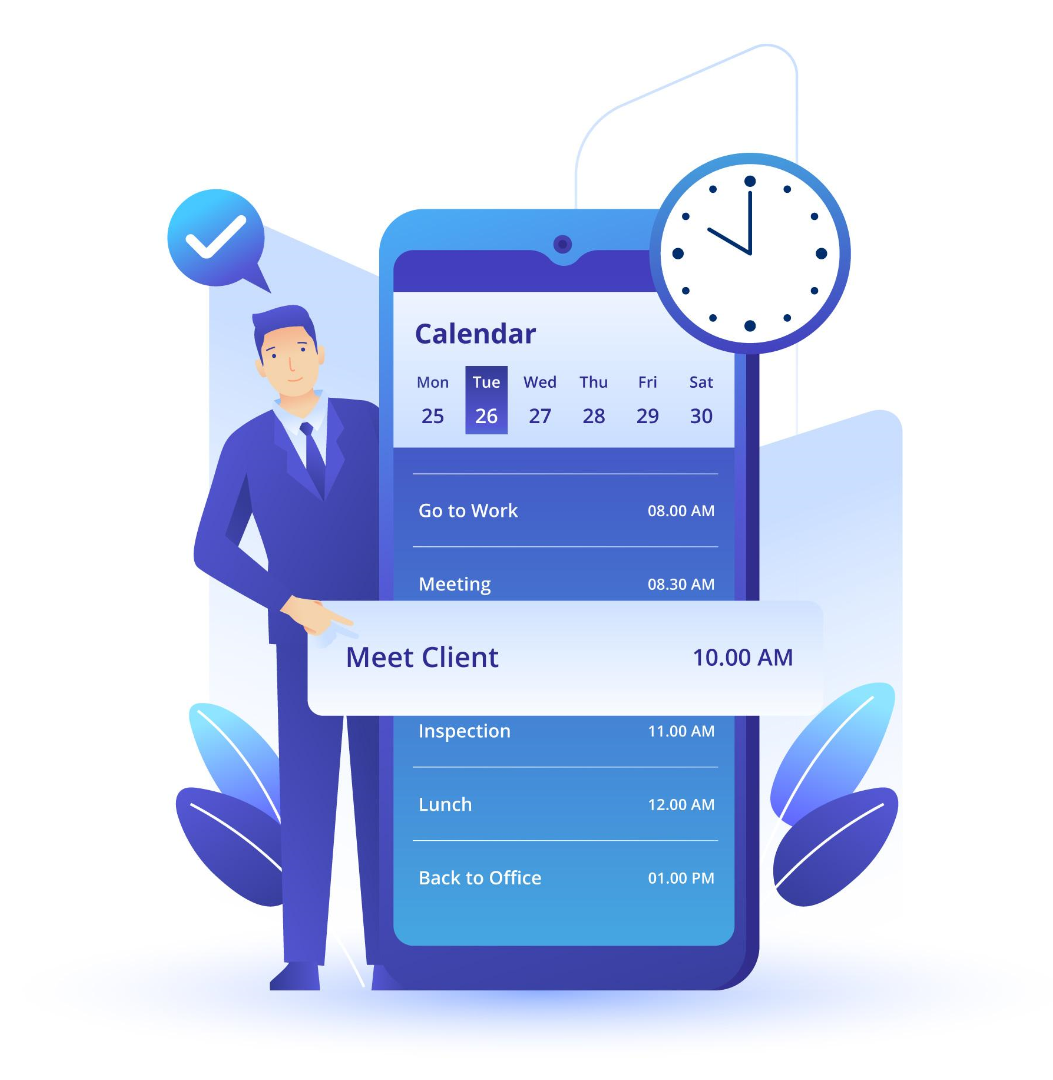 Calendar
Mon Tue Wed Thu Fri Sat
25 26 27 28 29 30
Go to Work 08.00 AM
Meeting 08.30 AM
Meet Client 10.00 AM
Inspection 11.00 AM
Lunch 12.00 AM
Back to Office 01.00 PM